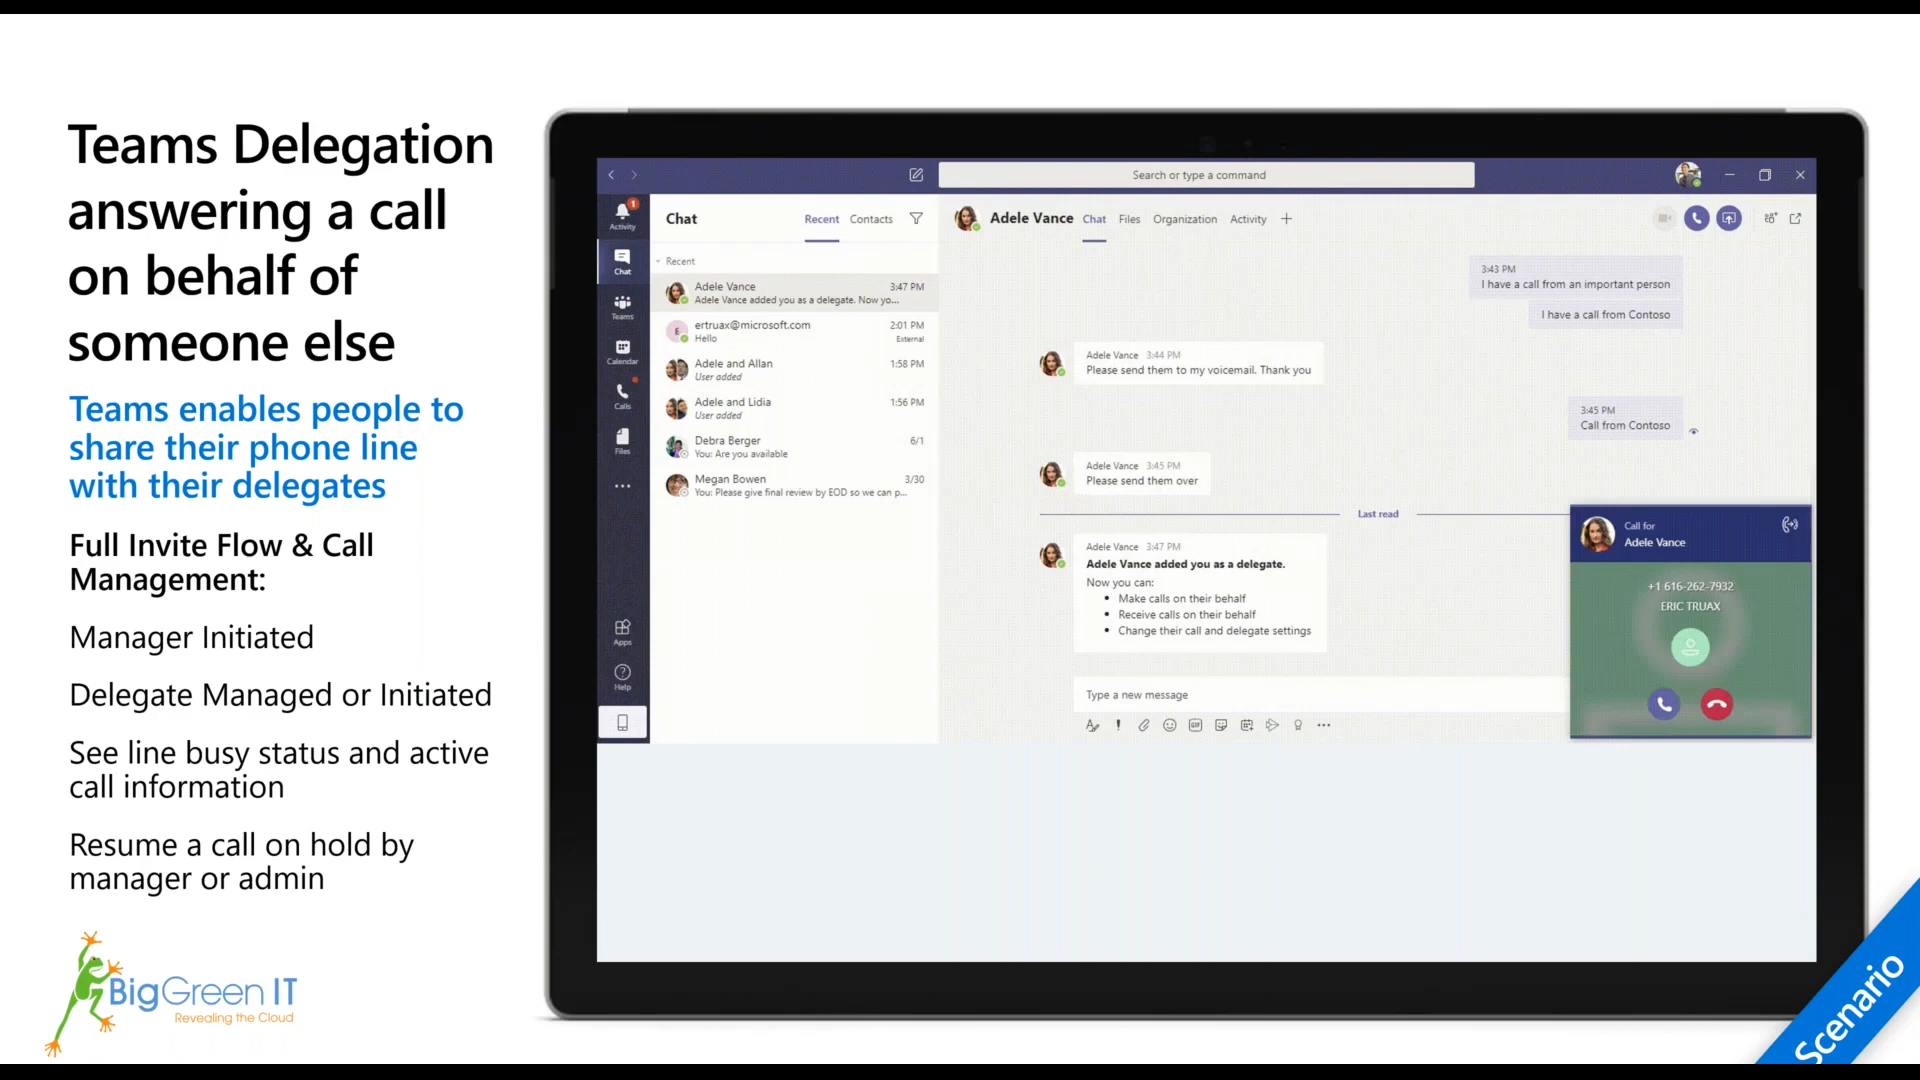 Teams Delegation
answering a call
on behalf of
someone else
Teams enables people to
share their phone line
with their delegates
Full Invite Flow & Call
Management:
Manager Initiated
Delegate Managed or Initiated
See line busy status and active
call information
Resume a call on hold by
manager or admin
BigGreen IT
Revealing the Cloud
Search or type a command
1
Activity
Chat
Teams
Calendar
Calls
Files
Apps
Help
Chat
Recent Contacts
Recent
Adele Vance 3:47 PM
Adele Vance added you as a delegate. Now yo...
E
ertruax@microsoft.com 2:01 PM
Hello External
Adele and Allan 1:58 PM
User added
Adele and Lidia 1:56 PM
User added
Debra Berger 6/1
You: Are you available
Megan Bowen 3/30
You: Please give final review by EOD so we can p...
Adele Vance Chat Files Organization Activity
3:43 PM
I have a call from an important person
I have a call from Contoso
Adele Vance 3:44 PM
Please send them to my voicemail. Thank you
3:45 PM
Call from Contoso
Adele Vance 3:45 PM
Please send them over
Last read
Adele Vance 3:47 PM
Adele Vance added you as a delegate.
Now you can:
• Make calls on their behalf
• Receive calls on their behalf
• Change their call and delegate settings
Type a new message
GIF
Call for
Adele Vance
+1 616-262-7932
ERIC TRUAX
Scenario